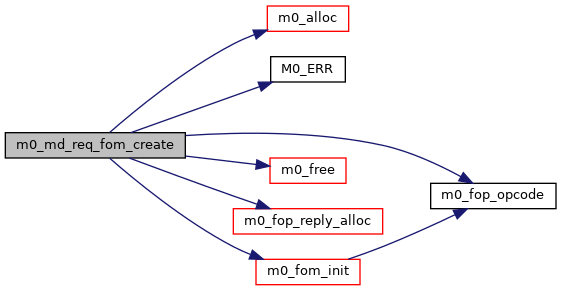 m0_alloc
M0_ERR
m0_md_req_fom_create
m0_free
m0_fop_opcode
m0_fop_reply_alloc
m0_fom_init